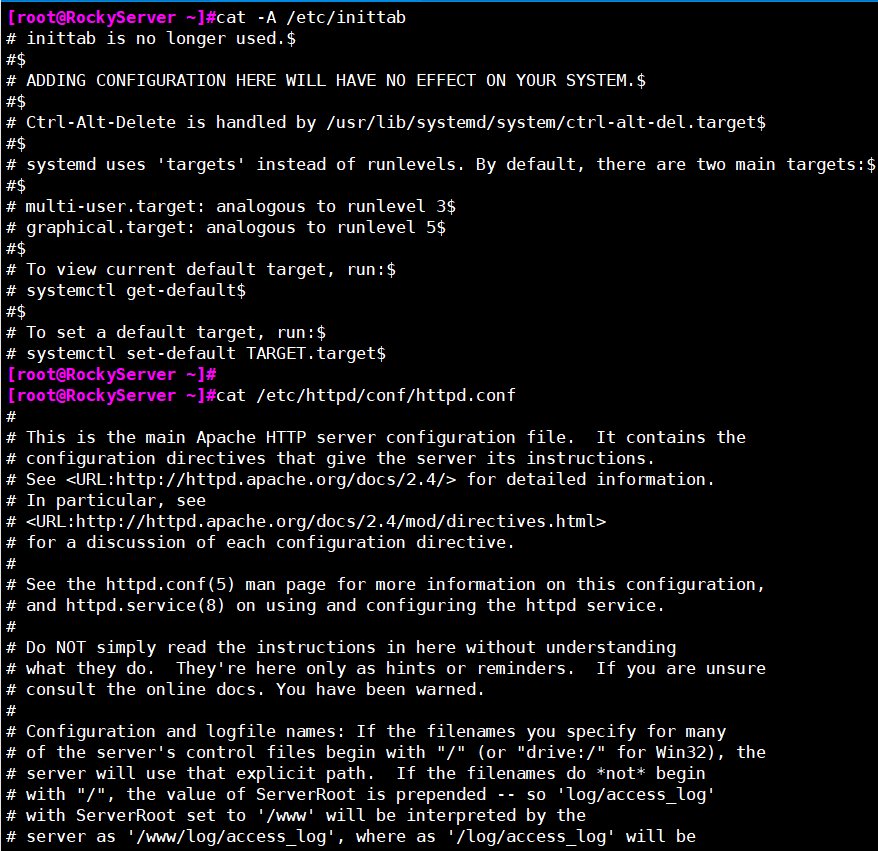 [root@RockyServer ~]#cat -A /etc/inittab
# inittab is no longer used.$
#$
# ADDING CONFIGURATION HERE WILL HAVE NO EFFECT ON YOUR SYSTEM.$
#$
# Ctrl-Alt-Delete is handled by /usr/lib/systemd/system/ctrl-alt-del.target$
#$
# systemd uses 'targets' instead of runlevels. By default, there are two main targets:$
#$
# multi-user.target: analogous to runlevel 3$
# graphical.target: analogous to runlevel 5$
#$
# To view current default target, run:$
# systemctl get-default$
#$
# To set a default target, run:$
# systemctl set-default TARGET.target$
[root@RockyServer ~]#
[root@RockyServer ~]#cat /etc/httpd/conf/httpd.conf
#
# This is the main Apache HTTP server configuration file.  It contains the
# configuration directives that give the server its instructions.
# See <URL:http://httpd.apache.org/docs/2.4/> for detailed information.
# In particular, see
# <URL:http://httpd.apache.org/docs/2.4/mod/directives.html>
# for a discussion of each configuration directive.
#
# See the httpd.conf(5) man page for more information on this configuration,
# and httpd.service(8) on using and configuring the httpd service.
#
# Do NOT simply read the instructions in here without understanding
# what they do.  They're here only as hints or reminders.  If you are unsure
# consult the online docs. You have been warned.
#
# Configuration and logfile names: If the filenames you specify for many
# of the server's control files begin with "/" (or "drive:/" for Win32), the
# server will use that explicit path.  If the filenames do *not* begin
# with "/", the value of ServerRoot is prepended -- so 'log/access_log'
# with ServerRoot set to '/www' will be interpreted by the
# server as '/www/log/access_log', where as '/log/access_log' will be